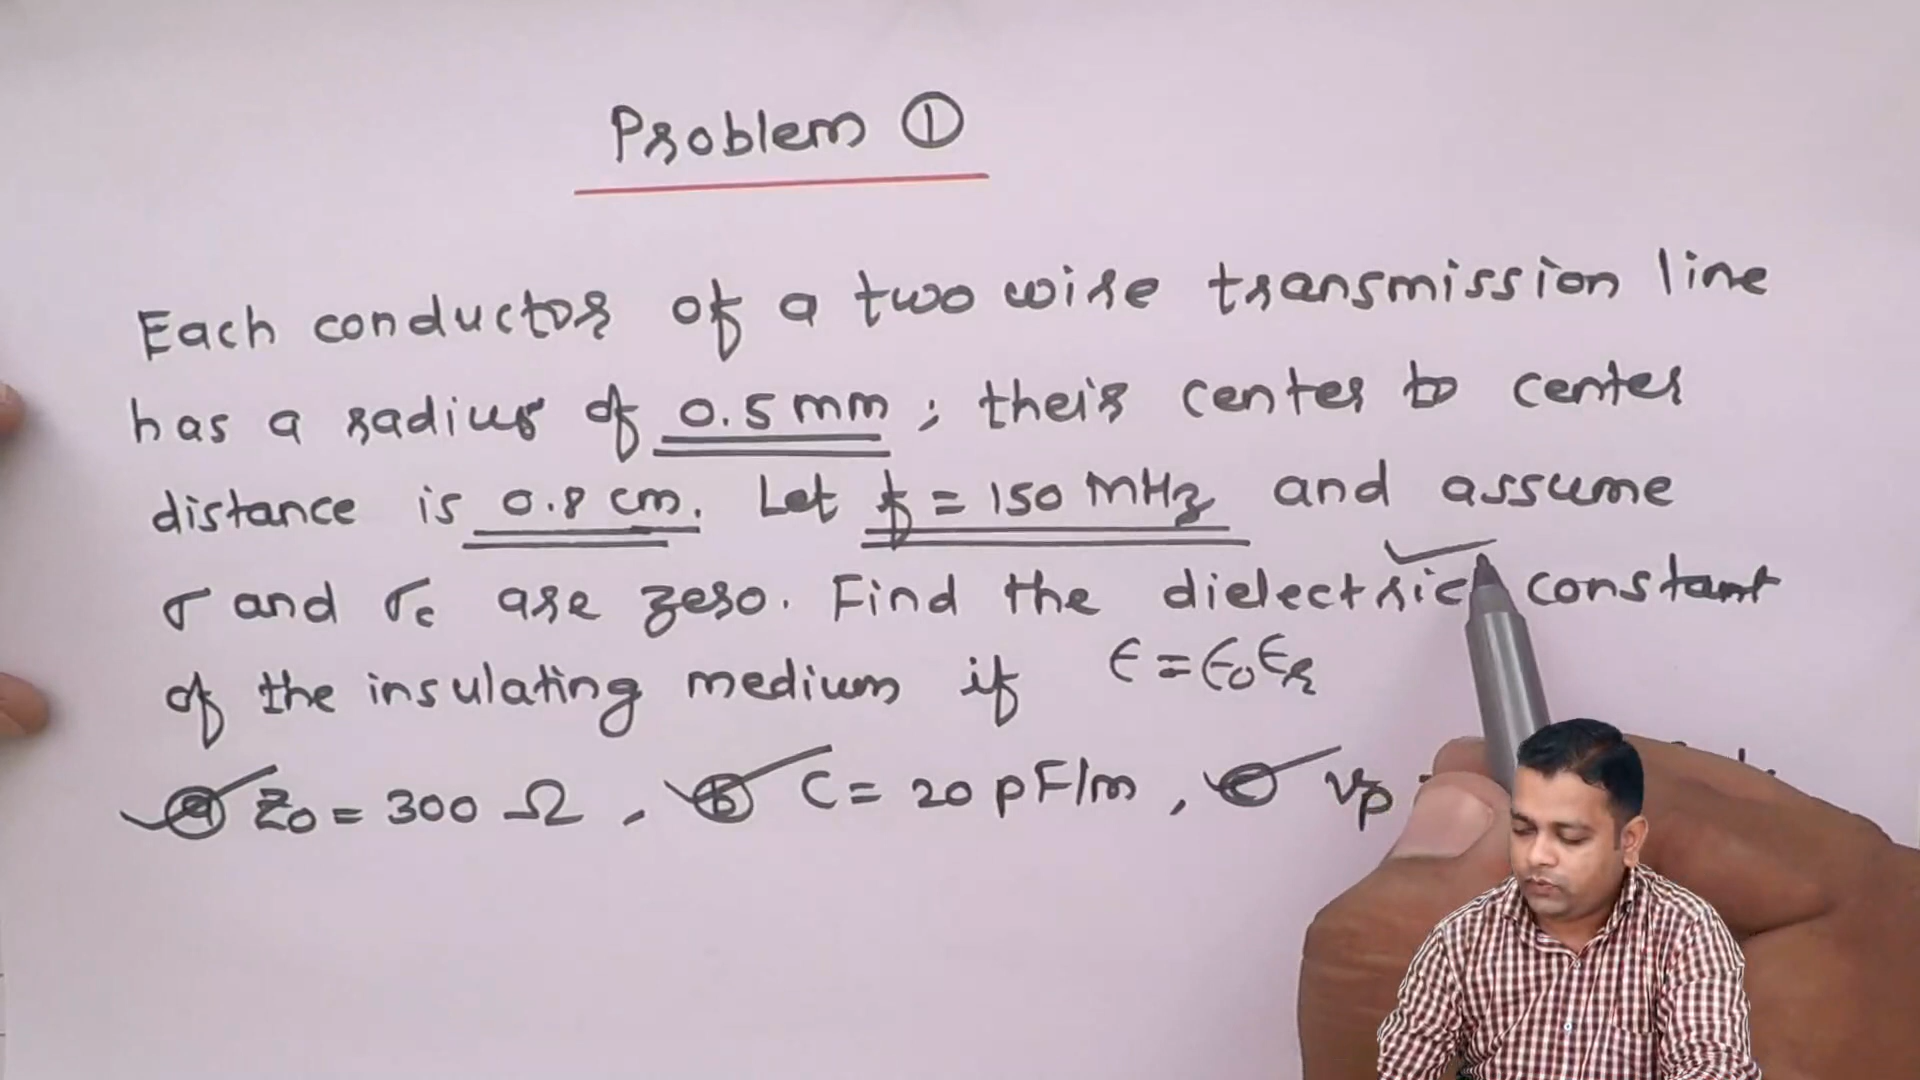 Problem ①
Each conductor of a two wire transmission line
has a radius of 0.5 mm ; their center to center
distance is 0.8 cm. Let f = 150 MHz and assume
σ and σc are zero. Find the dielectric constant
of the insulating medium if ϵ = ϵ0 ϵR
ⓐ Z0 = 300 Ω , ⓑ C = 20 pF/m , ⓒ vp